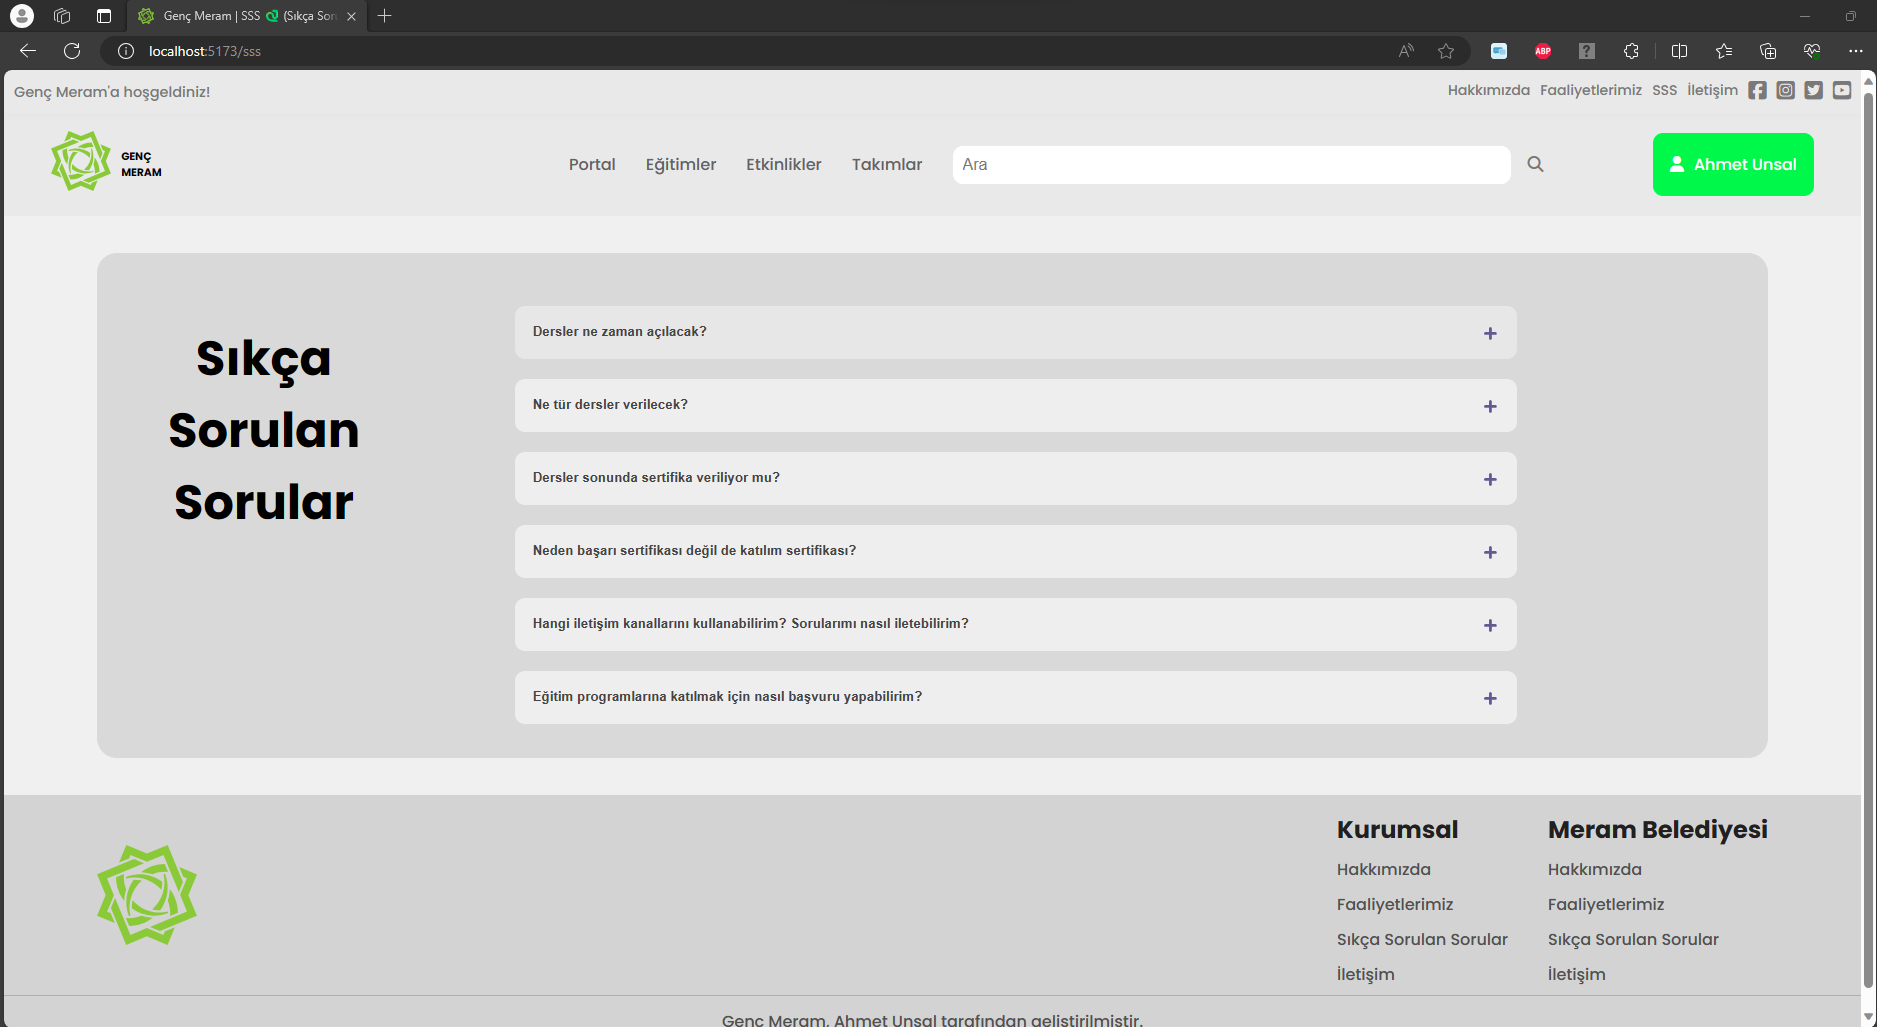 Genç Meram | SSS (Sıkça Soru
localhost:5173/sss
ABP
Genç Meram'a hoşgeldiniz!
Hakkımızda Faaliyetlerimiz SSS İletişim
GENÇ
MERAM
Portal Eğitimler Etkinlikler Takımlar Ara Ahmet Unsal
Sıkça
Sorulan
Sorular
Dersler ne zaman açılacak?
Ne tür dersler verilecek?
Dersler sonunda sertifika veriliyor mu?
Neden başarı sertifikası değil de katılım sertifikası?
Hangi iletişim kanallarını kullanabilirim? Sorularımı nasıl iletebilirim?
Eğitim programlarına katılmak için nasıl başvuru yapabilirim?
Kurumsal
Hakkımızda
Faaliyetlerimiz
Sıkça Sorulan Sorular
İletişim
Meram Belediyesi
Hakkımızda
Faaliyetlerimiz
Sıkça Sorulan Sorular
İletişim
Genç Meram, Ahmet Unsal tarafından geliştirilmiştir.